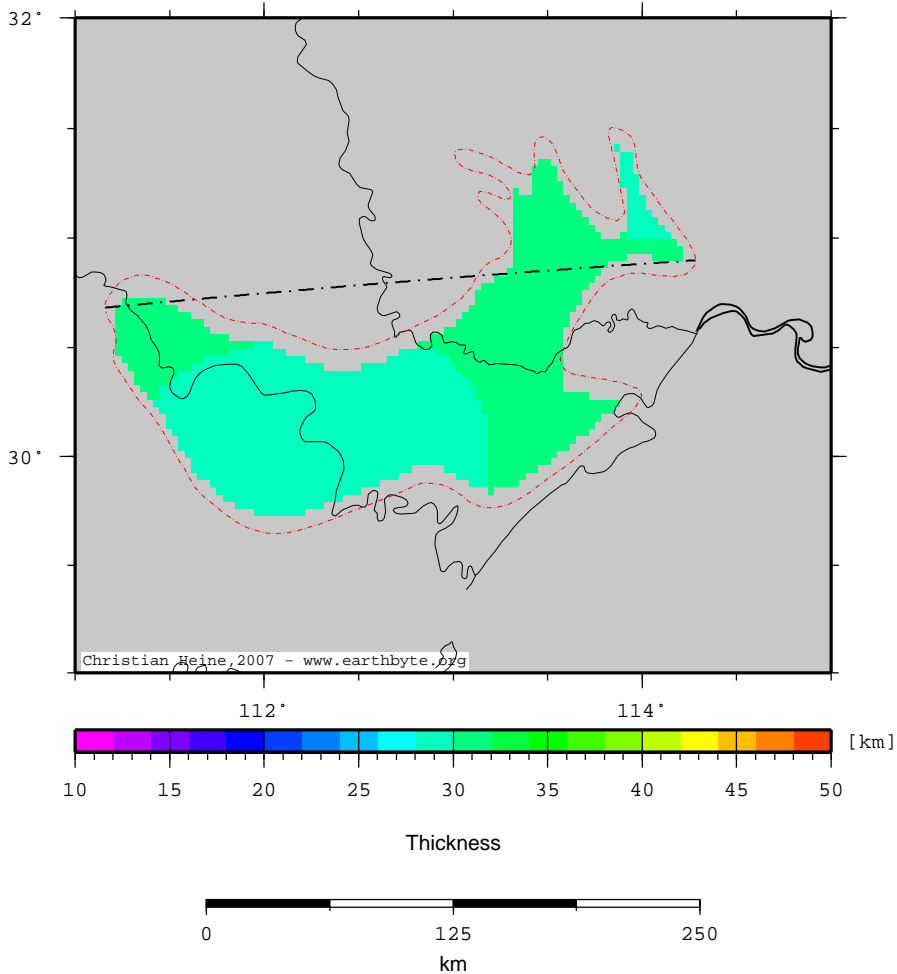 32°
30°
Christian Heine,2007 - www.earthbyte.org
112° 114°
[km]
10 15 20 25 30 35 40 45 50
Thickness
0 125 250
km